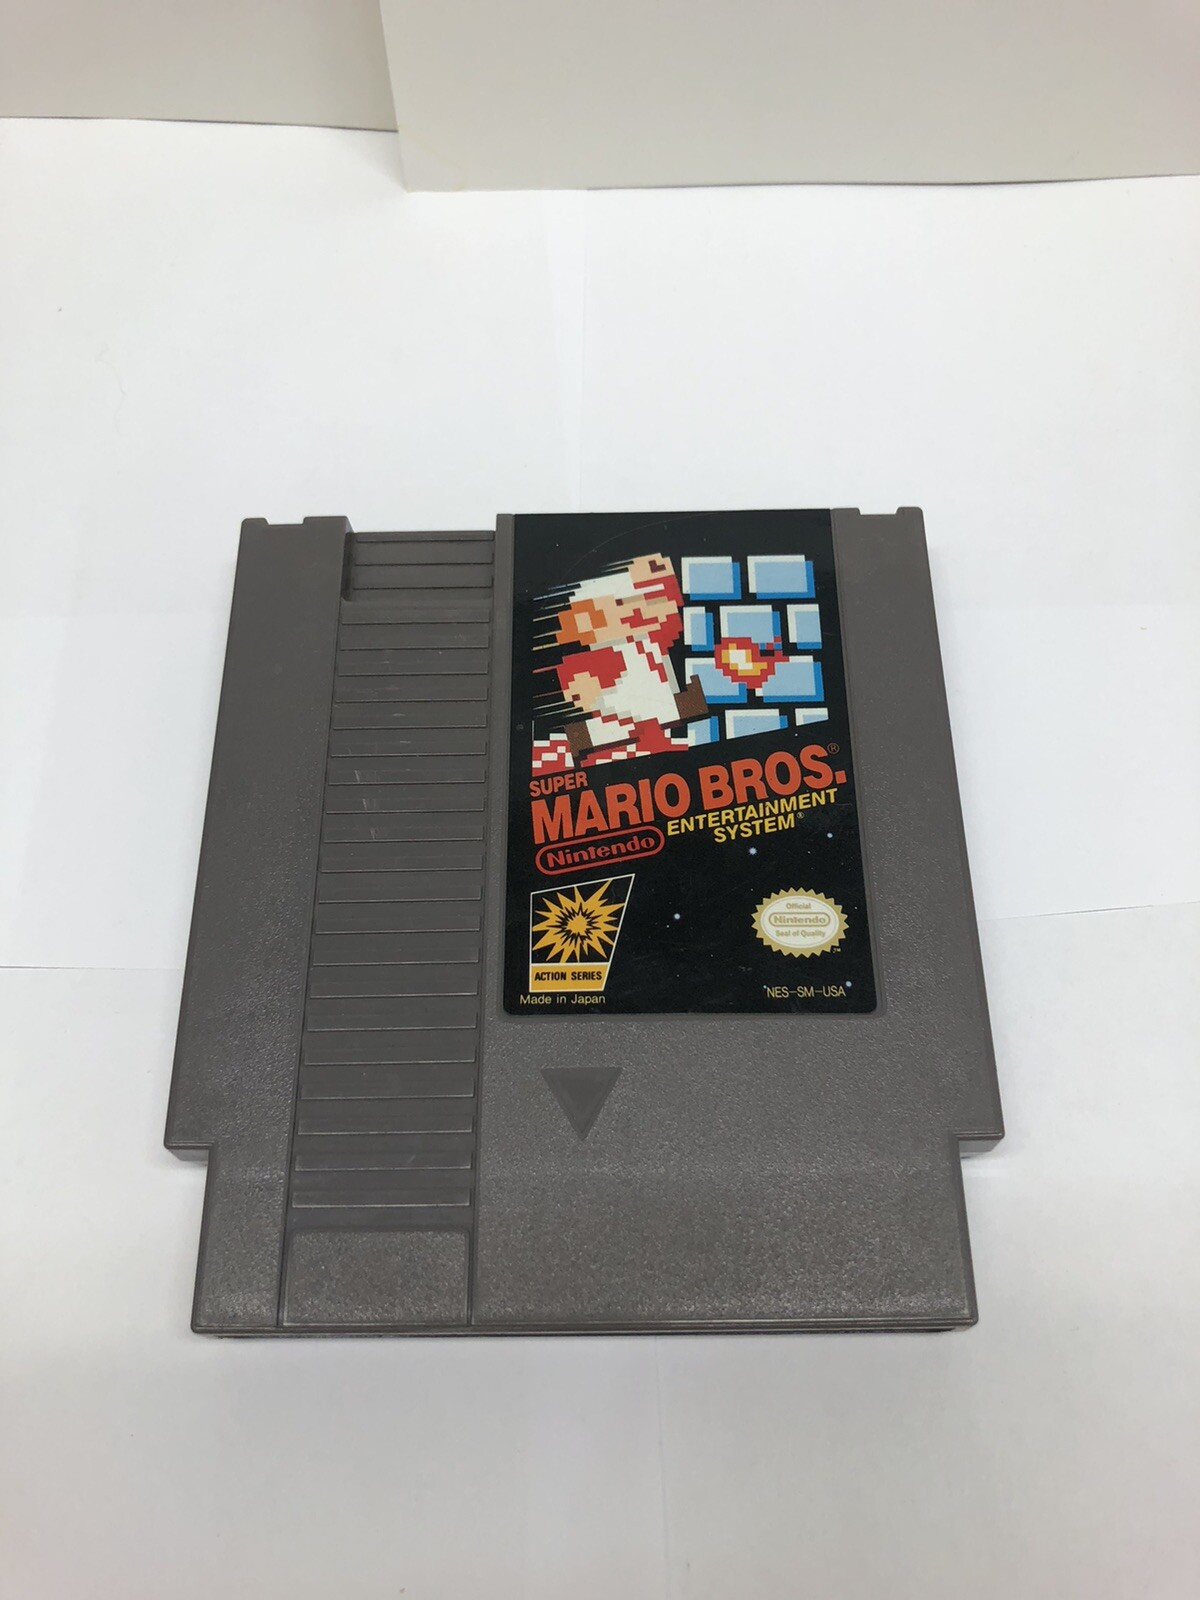 SUPER
MARIO BROS.®
Nintendo ENTERTAINMENT
SYSTEM®
ACTION SERIES
Made in Japan
Official
Nintendo
Seal of Quality
TM
NES-SM-USA